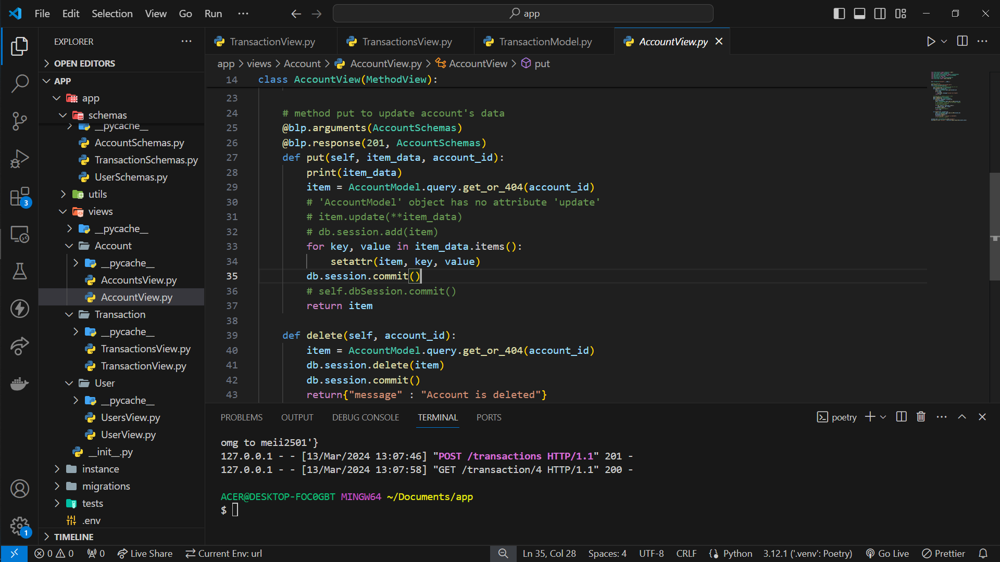 File Edit Selection View Go Run ···
app
EXPLORER
OPEN EDITORS
APP
app
schemas
__pycache__
AccountSchemas.py
TransactionSchemas.py
UserSchemas.py
utils
views
__pycache__
Account
__pycache__
AccountsView.py
AccountView.py
Transaction
__pycache__
TransactionsView.py
TransactionView.py
User
__pycache__
UsersView.py
UserView.py
__init__.py
instance
migrations
tests
.env
TIMELINE
3
1
TransactionView.py TransactionsView.py TransactionModel.py AccountView.py
app > views > Account > AccountView.py > AccountView > put
14 class AccountView(MethodView):
23
24 # method put to update account's data
25 @blp.arguments(AccountSchemas)
26 @blp.response(201, AccountSchemas)
27 def put(self, item_data, account_id):
28 print(item_data)
29 item = AccountModel.query.get_or_404(account_id)
30 # 'AccountModel' object has no attribute 'update'
31 # item.update(**item_data)
32 # db.session.add(item)
33 for key, value in item_data.items():
34 setattr(item, key, value)
35 db.session.commit()
36 # self.dbSession.commit()
37 return item
38
39 def delete(self, account_id):
40 item = AccountModel.query.get_or_404(account_id)
41 db.session.delete(item)
42 db.session.commit()
43 return{"message" : "Account is deleted"}
PROBLEMS OUTPUT DEBUG CONSOLE TERMINAL PORTS
poetry
omg to meii2501'}
127.0.0.1 - - [13/Mar/2024 13:07:46] "POST /transactions HTTP/1.1" 201 -
127.0.0.1 - - [13/Mar/2024 13:07:58] "GET /transaction/4 HTTP/1.1" 200 -
ACER@DESKTOP-FOC0GBT MINGW64 ~/Documents/app
$
0 0 0 Live Share Current Env: url Ln 35, Col 28 Spaces: 4 UTF-8 CRLF Python 3.12.1 ('.venv': Poetry) Go Live Prettier